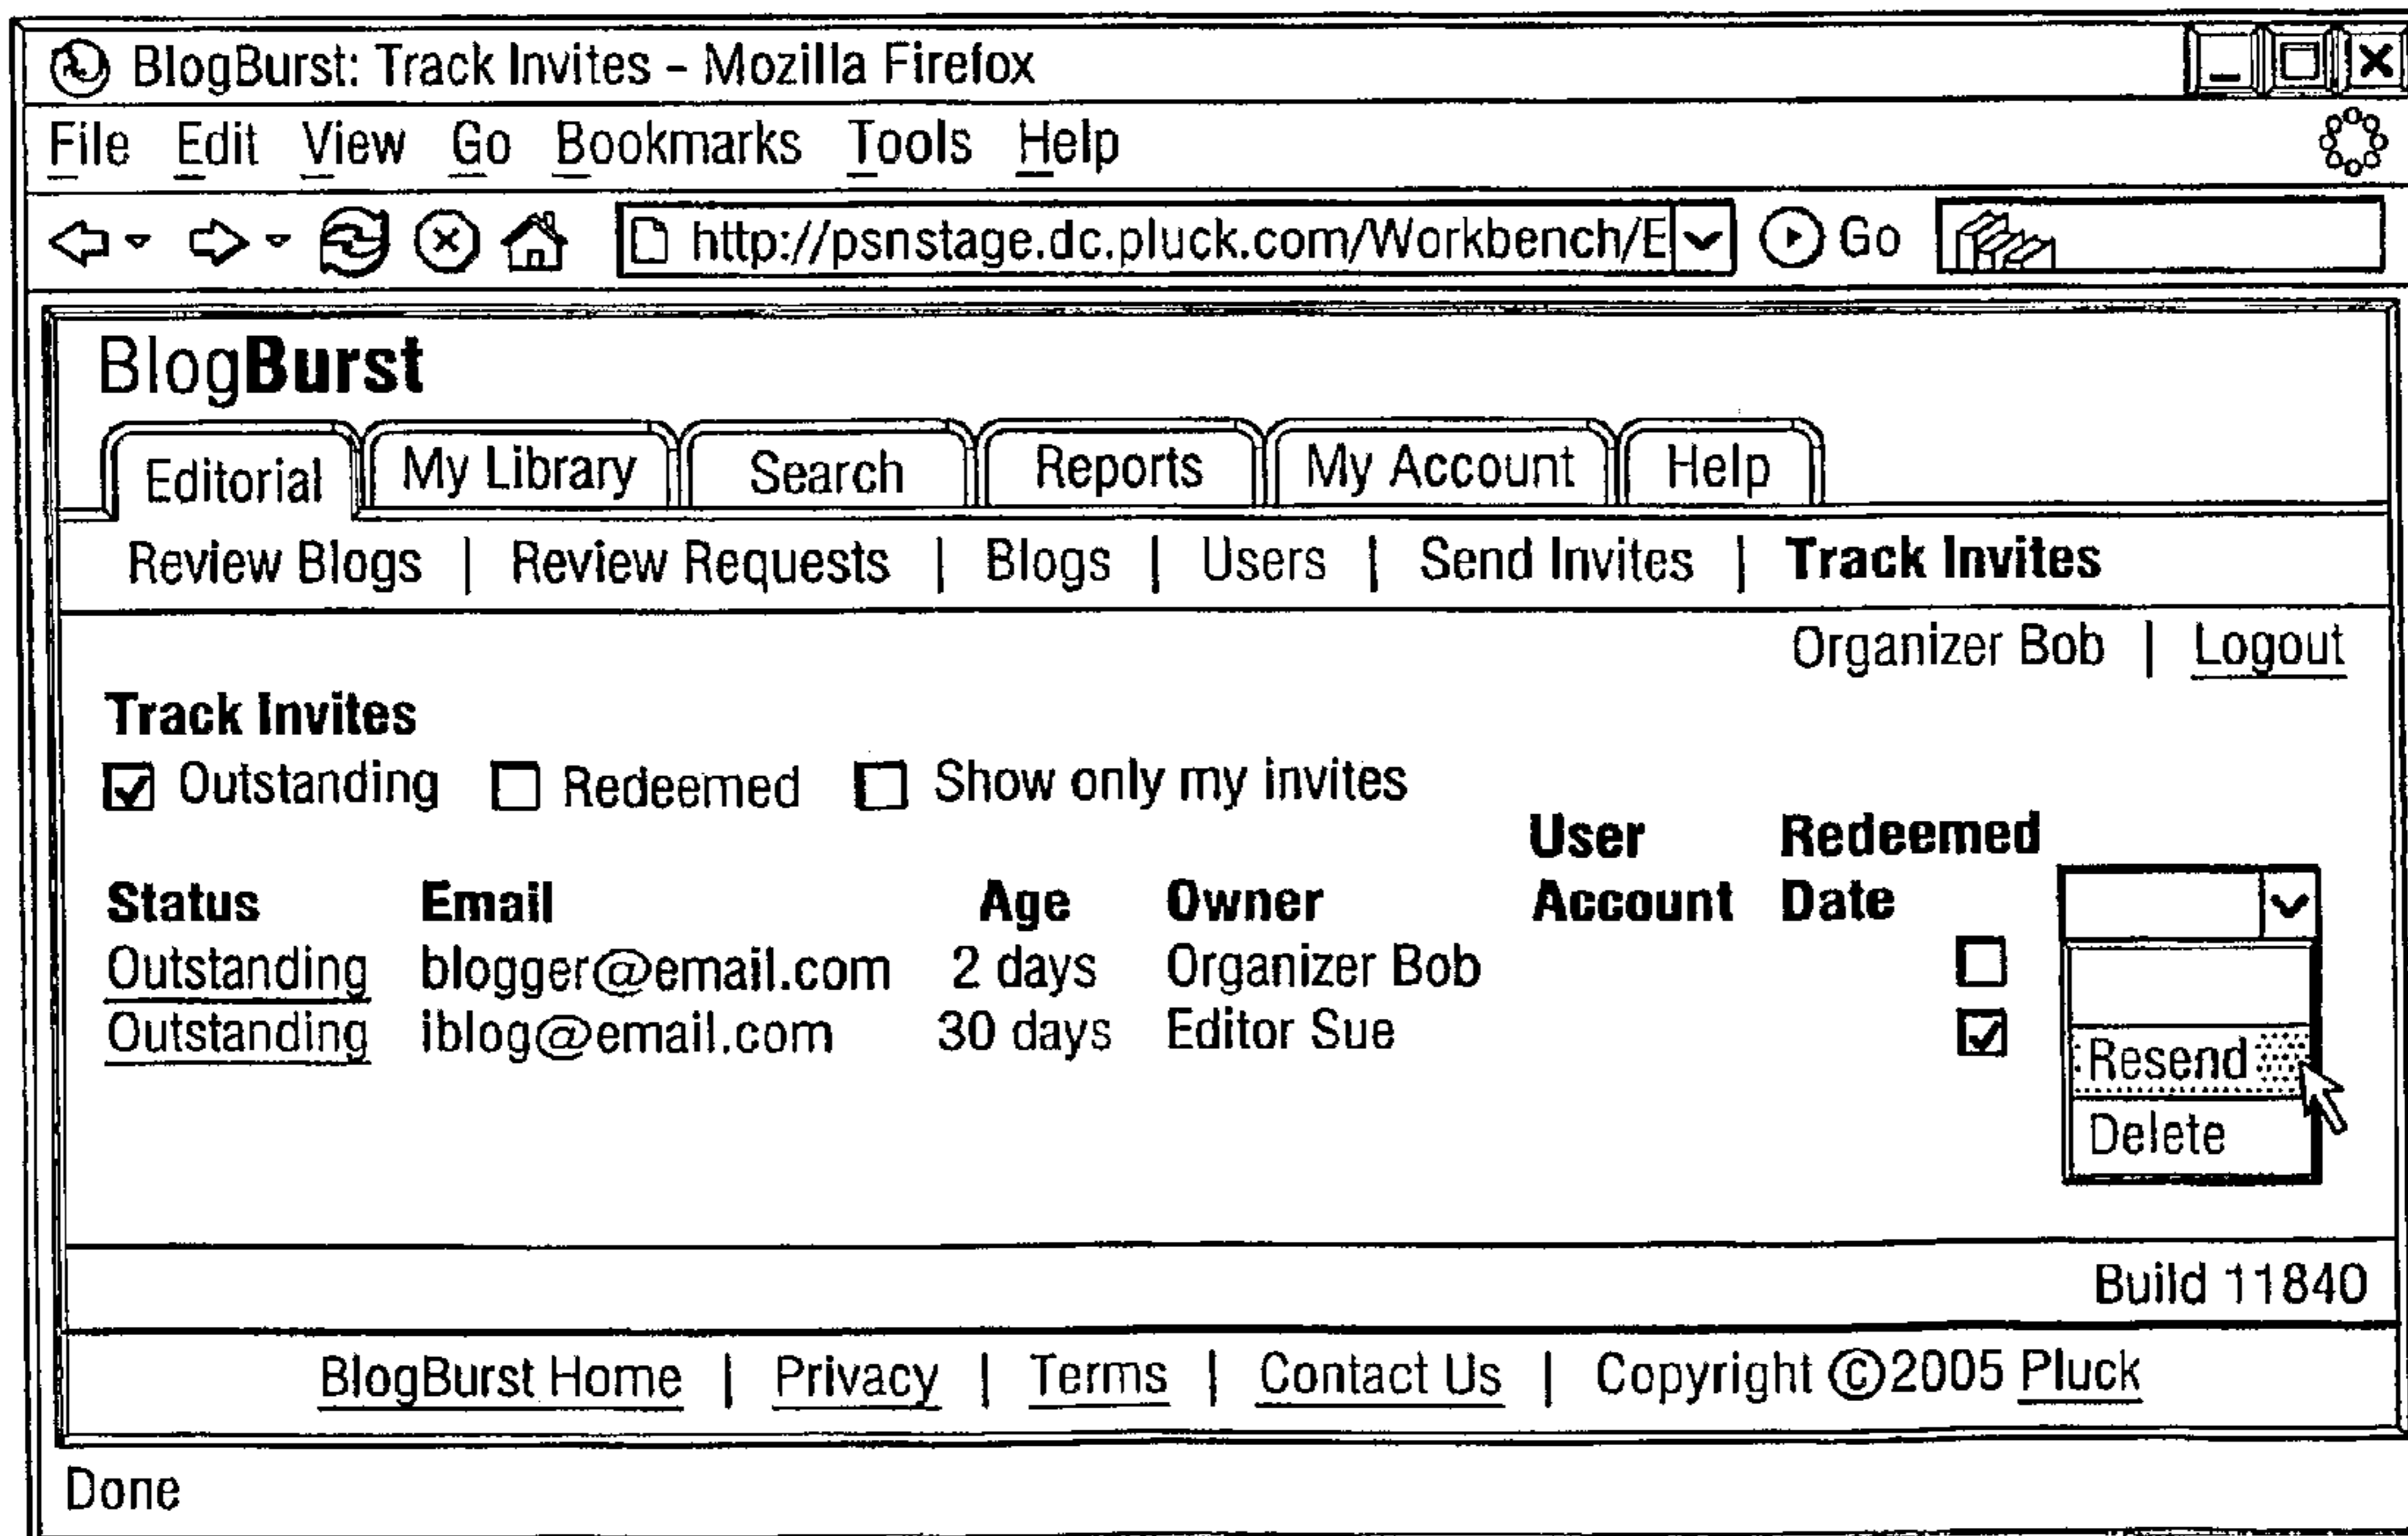 BlogBurst: Track Invites - Mozilla Firefox
File Edit View Go Bookmarks Tools Help
http://psnstage.dc.pluck.com/Workbench/E Go
BlogBurst
Editorial My Library Search Reports My Account Help
Review Blogs | Review Requests | Blogs | Users | Send Invites | Track Invites
Organizer Bob | Logout
Track Invites
Outstanding Redeemed Show only my invites
User Redeemed
Status Email Age Owner Account Date
Outstanding blogger@email.com 2 days Organizer Bob
Outstanding iblog@email.com 30 days Editor Sue
Resend
Delete
Build 11840
BlogBurst Home | Privacy | Terms | Contact Us | Copyright ©2005 Pluck
Done